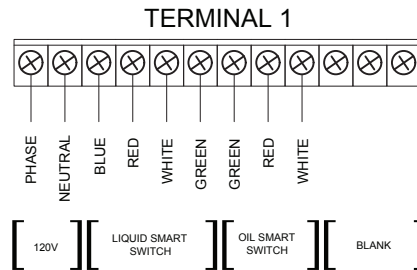 TERMINAL 1
PHASE
NEUTRAL
BLUE
RED
WHITE
GREEN
GREEN
RED
WHITE
120V
LIQUID SMART
SWITCH
OIL SMART
SWITCH
BLANK